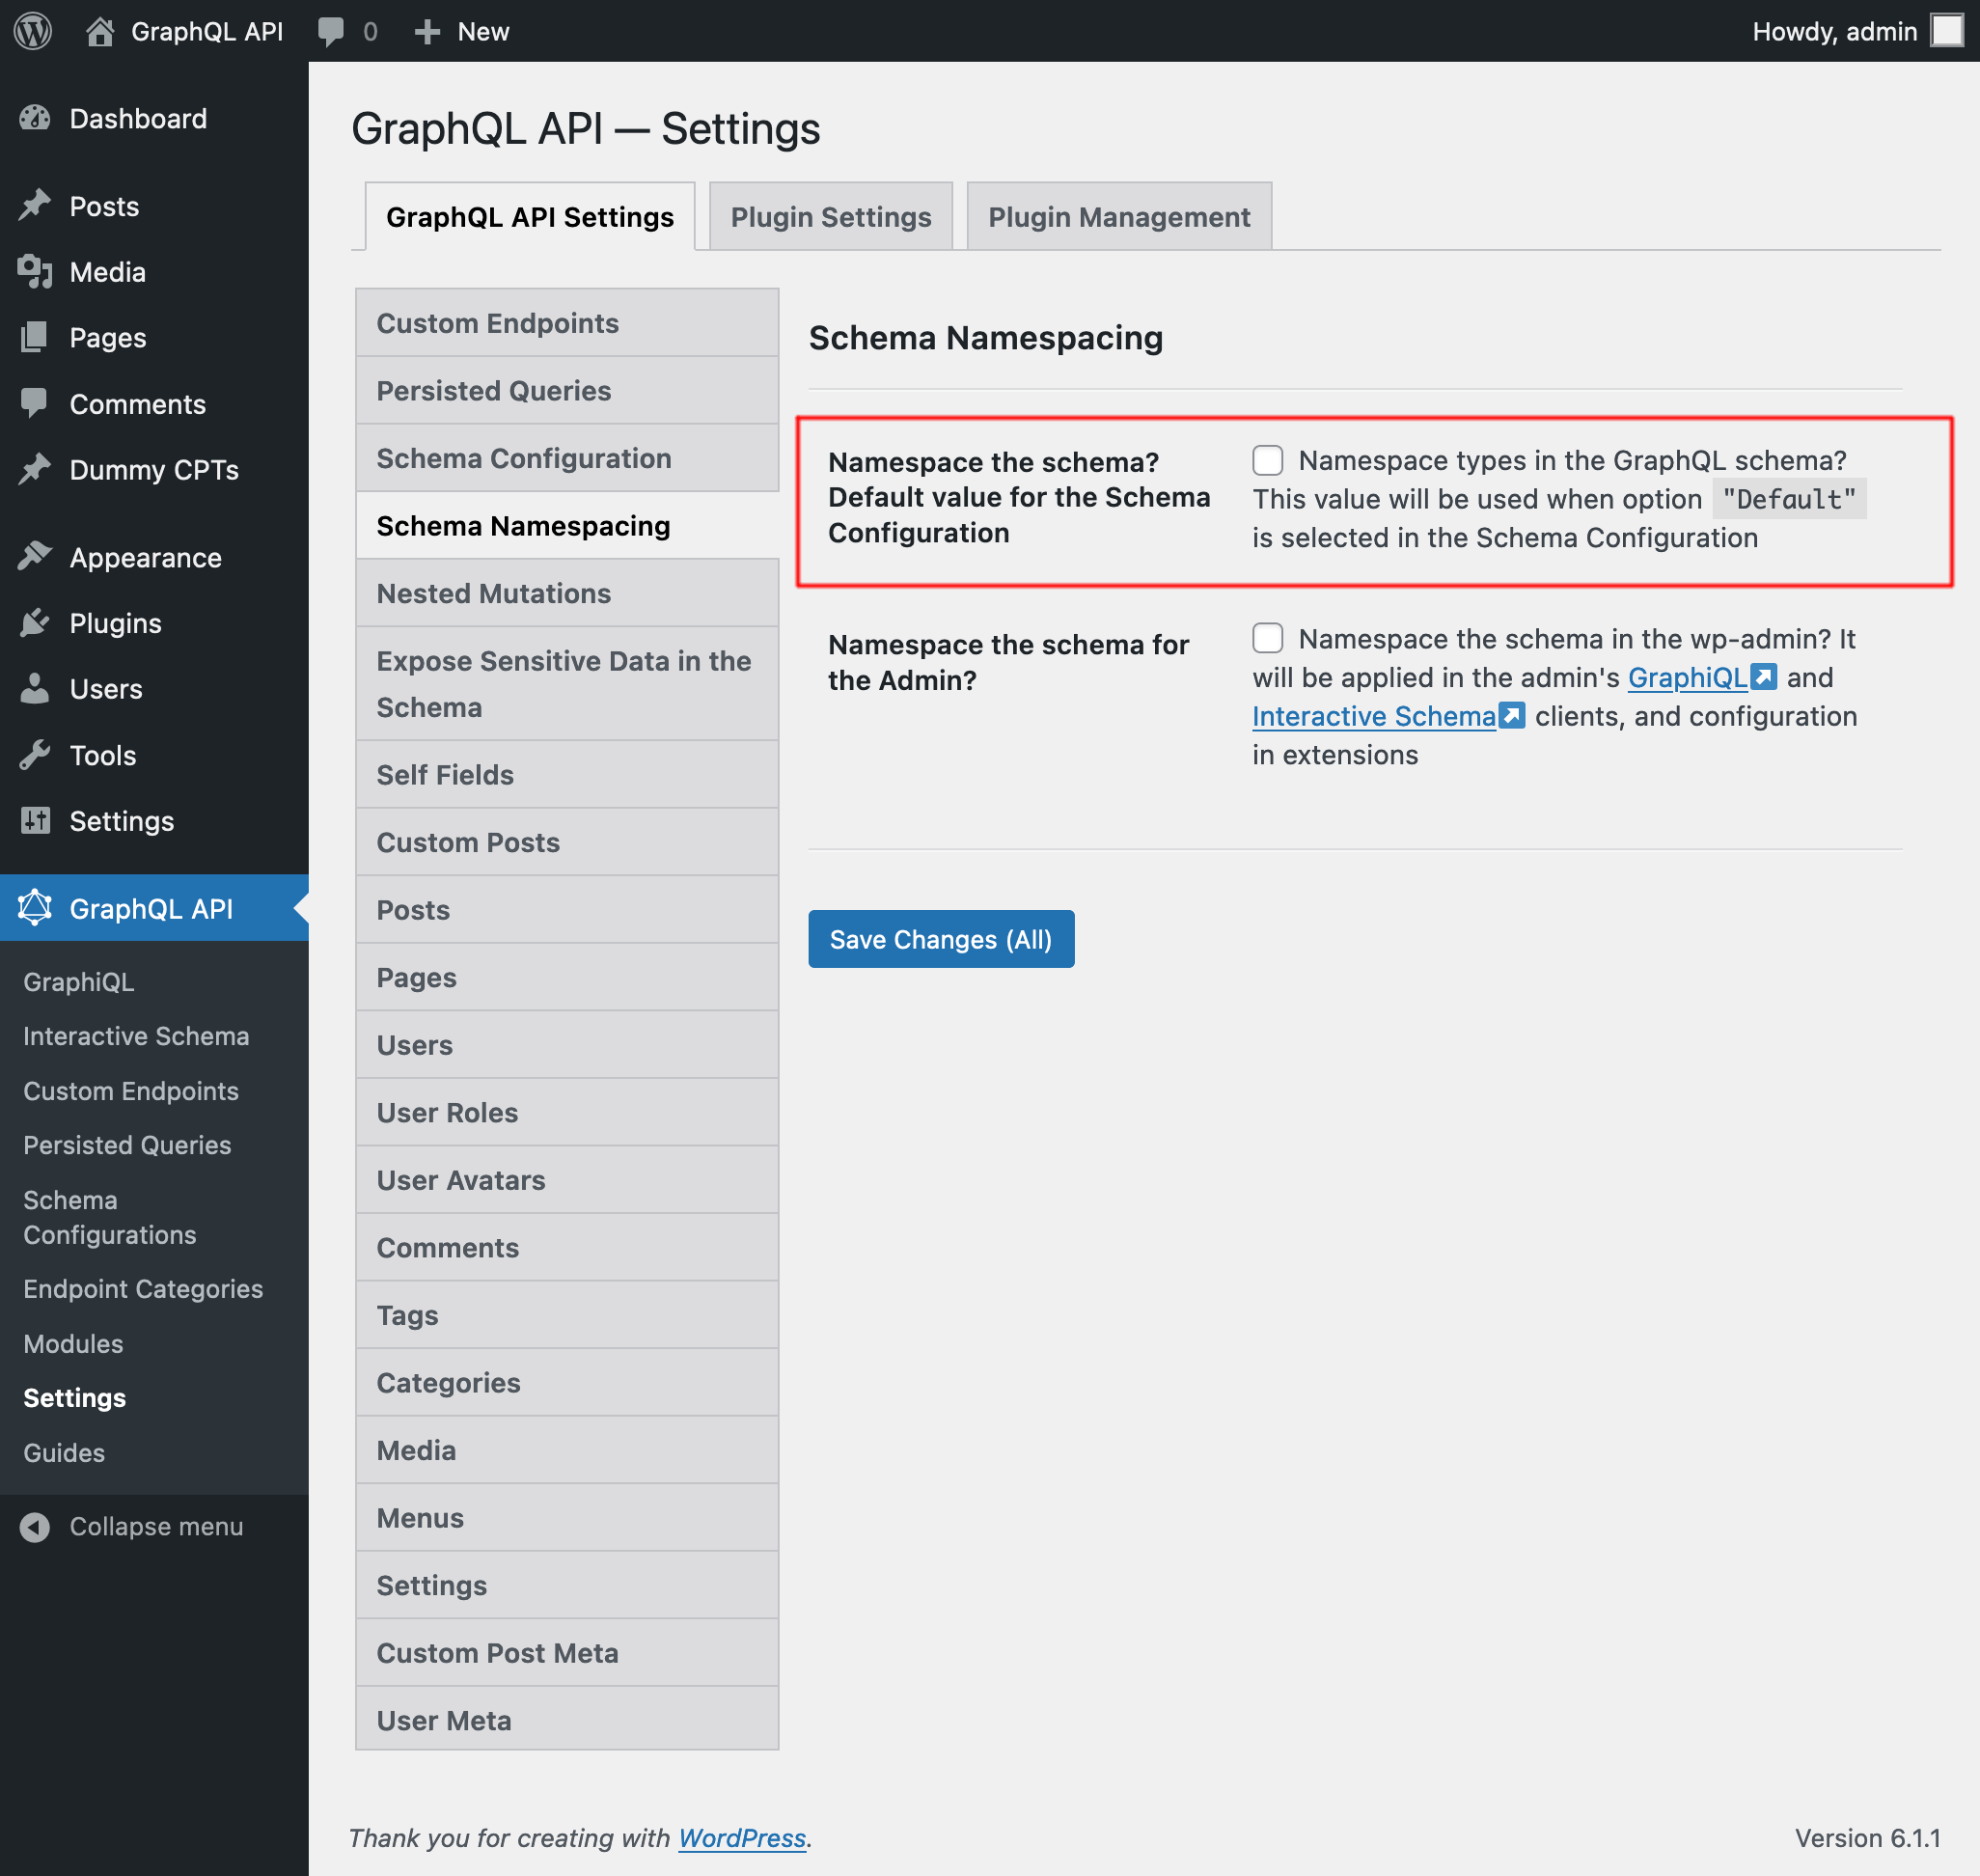 GraphQL API
0
New
Howdy, admin
Dashboard
Posts
Media
Pages
Comments
Dummy CPTs
Appearance
Plugins
Users
Tools
Settings
GraphQL API
GraphiQL
Interactive Schema
Custom Endpoints
Persisted Queries
Schema
Configurations
Endpoint Categories
Modules
Settings
Guides
Collapse menu
GraphQL API — Settings
GraphQL API Settings
Plugin Settings
Plugin Management
Custom Endpoints
Persisted Queries
Schema Configuration
Schema Namespacing
Nested Mutations
Expose Sensitive Data in the
Schema
Self Fields
Custom Posts
Posts
Pages
Users
User Roles
User Avatars
Comments
Tags
Categories
Media
Menus
Settings
Custom Post Meta
User Meta
Schema Namespacing
Namespace the schema?
Default value for the Schema
Configuration
Namespace types in the GraphQL schema?
This value will be used when option "Default"
is selected in the Schema Configuration
Namespace the schema for
the Admin?
Namespace the schema in the wp-admin? It
will be applied in the admin's GraphiQL and
Interactive Schema clients, and configuration
in extensions
Save Changes (All)
Thank you for creating with WordPress.
Version 6.1.1